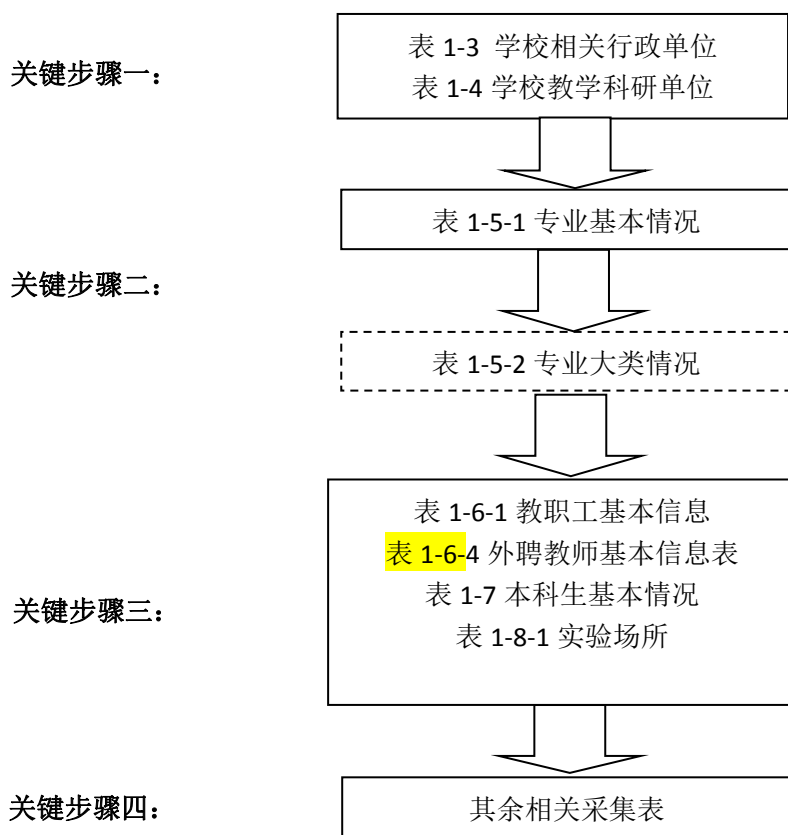 关键步骤一：
表 1-3 学校相关行政单位
表 1-4 学校教学科研单位
表 1-5-1 专业基本情况
关键步骤二：
表 1-5-2 专业大类情况
表 1-6-1 教职工基本信息
表 1-6-4 外聘教师基本信息表
表 1-7 本科生基本情况
关键步骤三：
表 1-8-1 实验场所
关键步骤四：
其余相关采集表